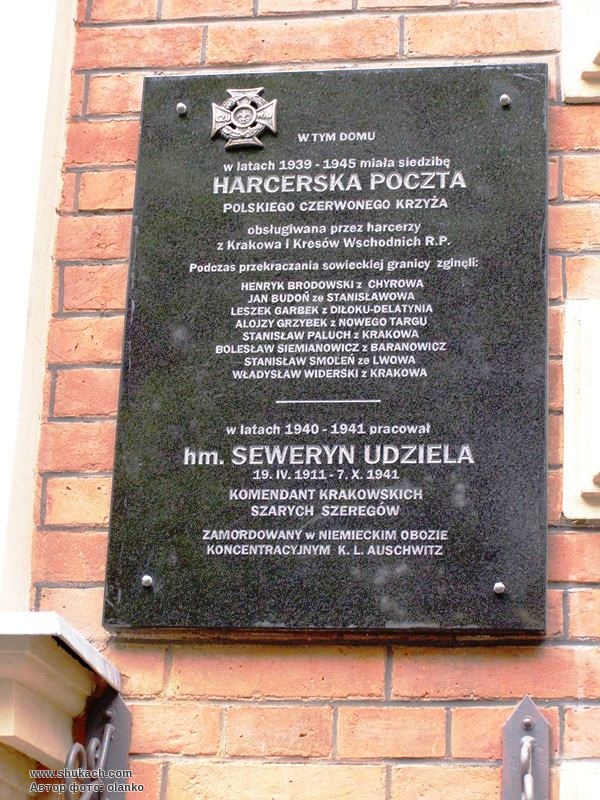 CZU WAJ
W TYM DOMU
w latach 1939 - 1945 miała siedzibę
HARCERSKA POCZTA
POLSKIEGO CZERWONEGO KRZYŻA
obsługiwana przez harcerzy
z Krakowa i Kresów Wschodnich R.P.
Podczas przekraczania sowieckiej granicy zginęli:
HENRYK BRODOWSKI z CHYROWA
JAN BUDOŃ ze STANISŁAWOWA
LESZEK GARBEK z DIŁOKU-DELATYNIA
ALOJZY GRZYBEK z NOWEGO TARGU
STANISŁAW PALUCH z KRAKOWA
BOLESŁAW SIEMIANOWICZ z BARANOWICZ
STANISŁAW SMOLEŃ ze LWOWA
WŁADYSŁAW WIDERSKI z KRAKOWA
w latach 1940 - 1941 pracował
hm. SEWERYN UDZIELA
19. IV. 1911 - 7. X. 1941
KOMENDANT KRAKOWSKICH
SZARYCH SZEREGÓW
ZAMORDOWANY w NIEMIECKIM OBOZIE
KONCENTRACYJNYM K. L. AUSCHWITZ
www.shukach.com
Автор фото: olanko